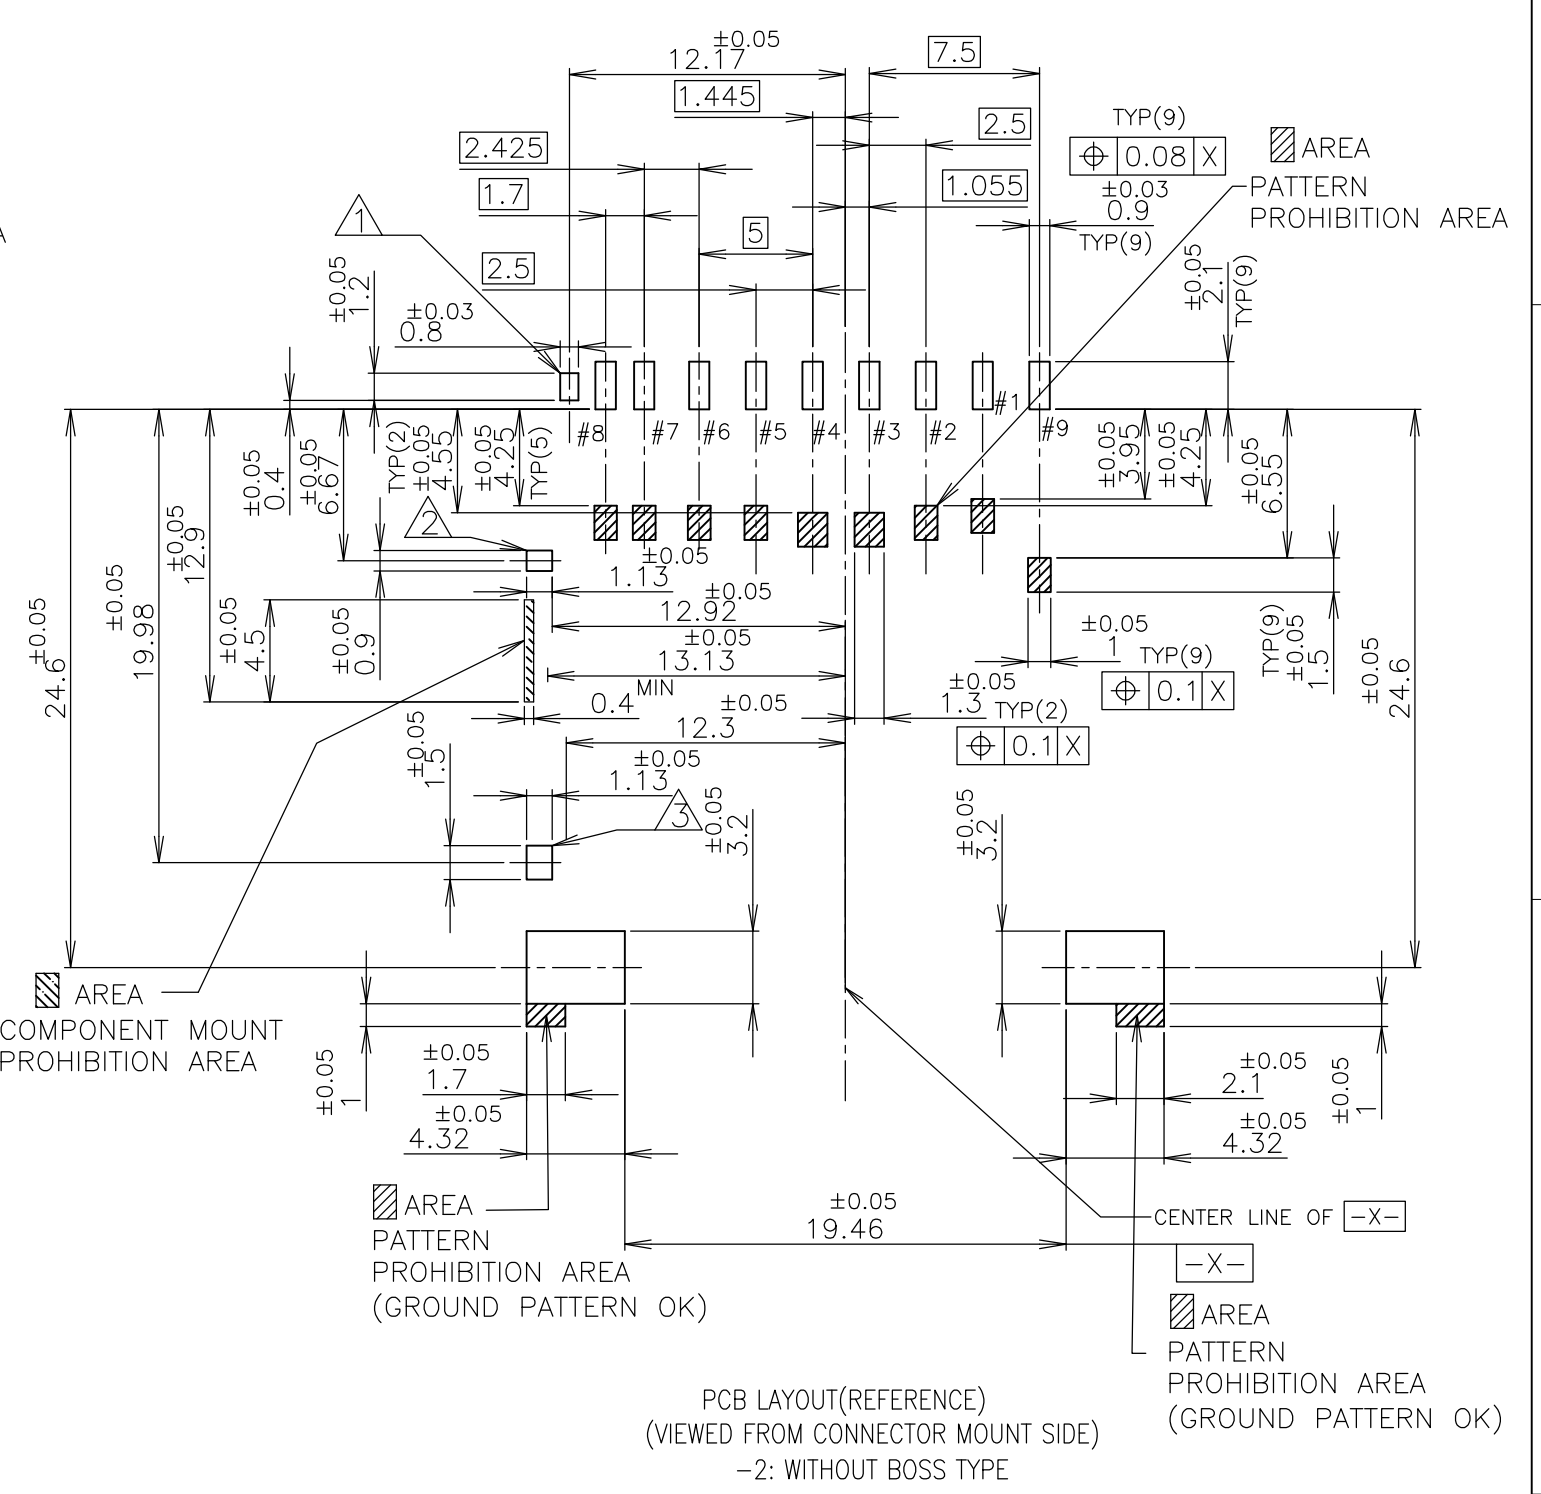 ±0.05
12.17
7.5
1.445
2.5
TYP(9)
⌖ 0.08 X
AREA
PATTERN
PROHIBITION AREA
2.425
1.7
1.055
±0.03
0.9
TYP(9)
A
1
5
2.5
±0.05
1.2
±0.03
0.8
±0.05
2.1
TYP(9)
#8
#7
#6
#5
#4
#3
#2
#1
#9
±0.05
0.4
±0.05
6.67
TYP(2)
±0.05
4.55
±0.05
4.25
TYP(5)
±0.05
3.95
±0.05
4.25
±0.05
6.55
2
±0.05
12.9
±0.05
19.98
±0.05
24.6
±0.05
4.5
±0.05
0.9
±0.05
1.13
±0.05
12.92
±0.05
13.13
MIN
0.4
±0.05
12.3
±0.05
1
TYP(9)
⌖ 0.1 X
±0.05
1.3
TYP(2)
⌖ 0.1 X
TYP(9)
±0.05
1.5
±0.05
24.6
±0.05
1.5
±0.05
1.13
3
±0.05
3.2
±0.05
3.2
AREA
COMPONENT MOUNT
PROHIBITION AREA
±0.05
1
±0.05
1.7
±0.05
4.32
±0.05
2.1
±0.05
4.32
±0.05
1
AREA
PATTERN
PROHIBITION AREA
(GROUND PATTERN OK)
±0.05
19.46
CENTER LINE OF -X-
-X-
AREA
PATTERN
PROHIBITION AREA
(GROUND PATTERN OK)
PCB LAYOUT(REFERENCE)
(VIEWED FROM CONNECTOR MOUNT SIDE)
-2: WITHOUT BOSS TYPE